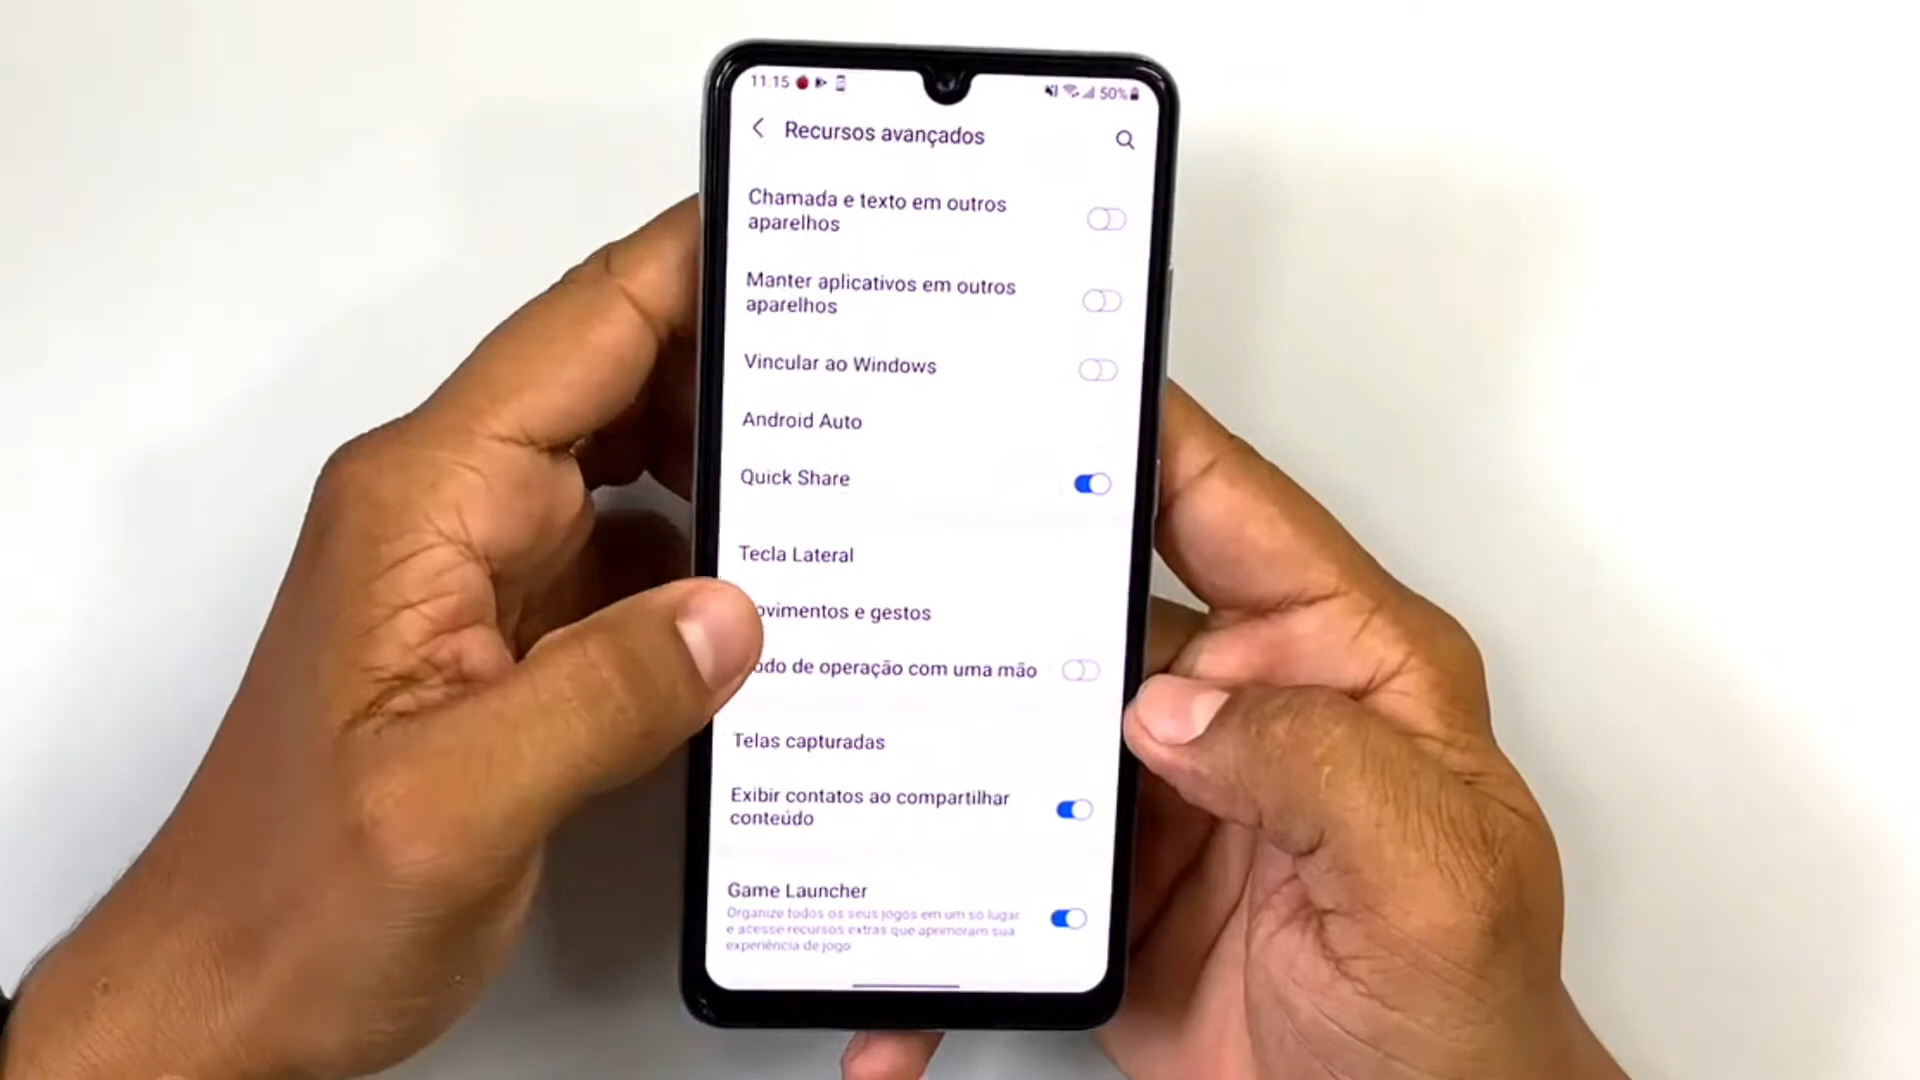 11:15
50%
Recursos avançados
Chamada e texto em outros
aparelhos
Manter aplicativos em outros
aparelhos
Vincular ao Windows
Android Auto
Quick Share
Tecla Lateral
ovimentos e gestos
odo de operação com uma mão
Telas capturadas
Exibir contatos ao compartilhar
conteúdo
Game Launcher
Organize todos os seus jogos em um só lugar
e acesse recursos extras que aprimoram sua
experiência de jogo